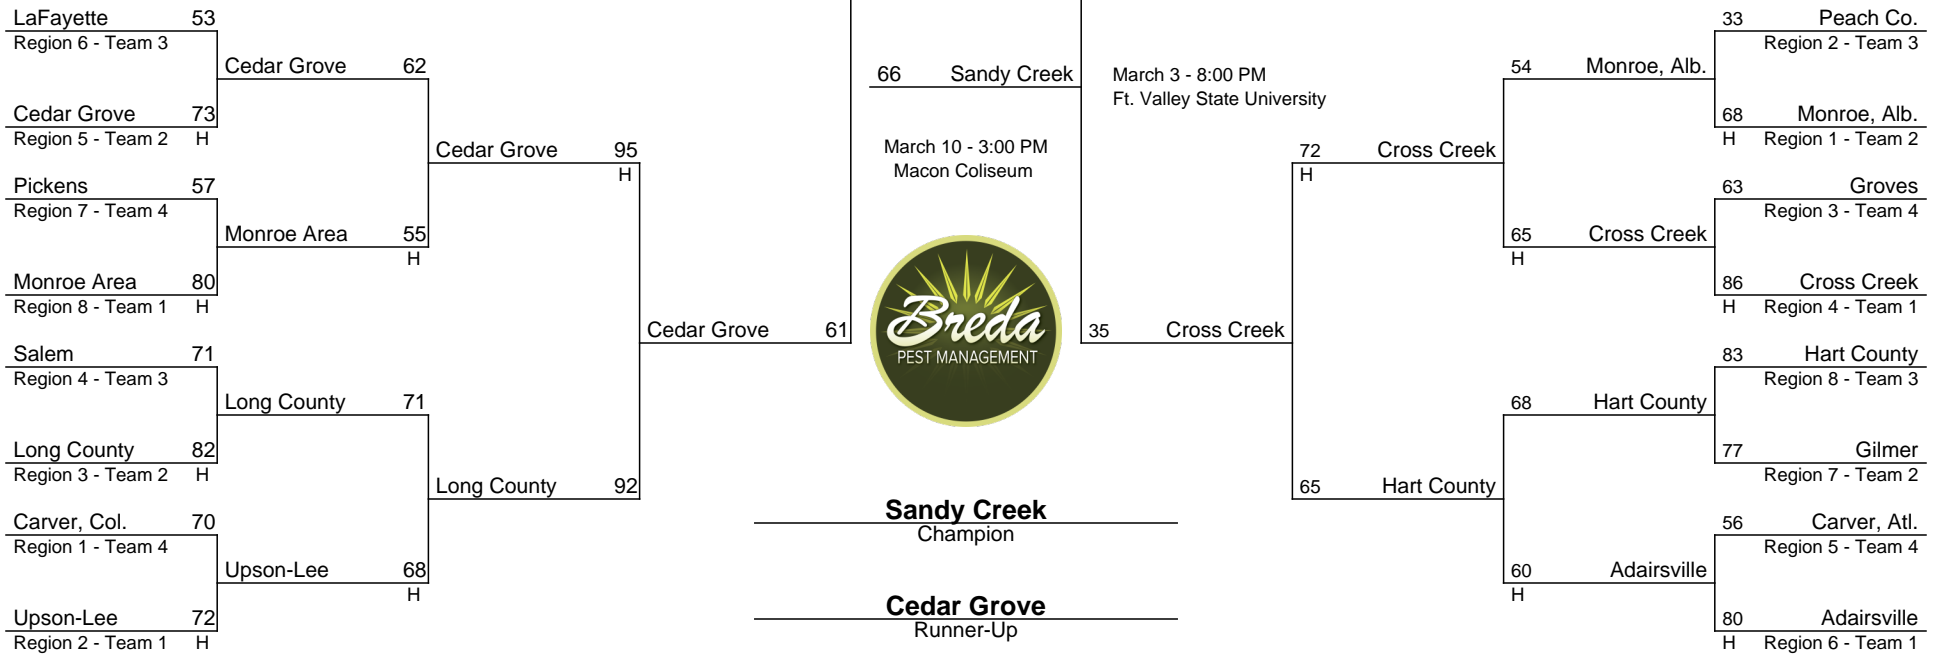 LaFayette 53
Region 6 - Team 3
Cedar Grove 62
Cedar Grove 73
Region 5 - Team 2 H
Cedar Grove 95
H
Pickens 57
Region 7 - Team 4
Monroe Area 55
H
Monroe Area 80
Region 8 - Team 1 H
Cedar Grove 61
Salem 71
Region 4 - Team 3
Long County 71
Long County 82
Region 3 - Team 2 H
Long County 92
Carver, Col. 70
Region 1 - Team 4
Upson-Lee 68
H
Upson-Lee 72
Region 2 - Team 1 H
66 Sandy Creek
March 10 - 3:00 PM
Macon Coliseum
Breda
PEST MANAGEMENT
Sandy Creek
Champion
Cedar Grove
Runner-Up
March 3 - 8:00 PM
Ft. Valley State University
35 Cross Creek
72 Cross Creek
H
65 Hart County
54 Monroe, Alb.
65 Cross Creek
H
68 Hart County
60 Adairsville
H
33 Peach Co.
Region 2 - Team 3
68 Monroe, Alb.
H Region 1 - Team 2
63 Groves
Region 3 - Team 4
86 Cross Creek
H Region 4 - Team 1
83 Hart County
Region 8 - Team 3
77 Gilmer
Region 7 - Team 2
56 Carver, Atl.
Region 5 - Team 4
80 Adairsville
H Region 6 - Team 1